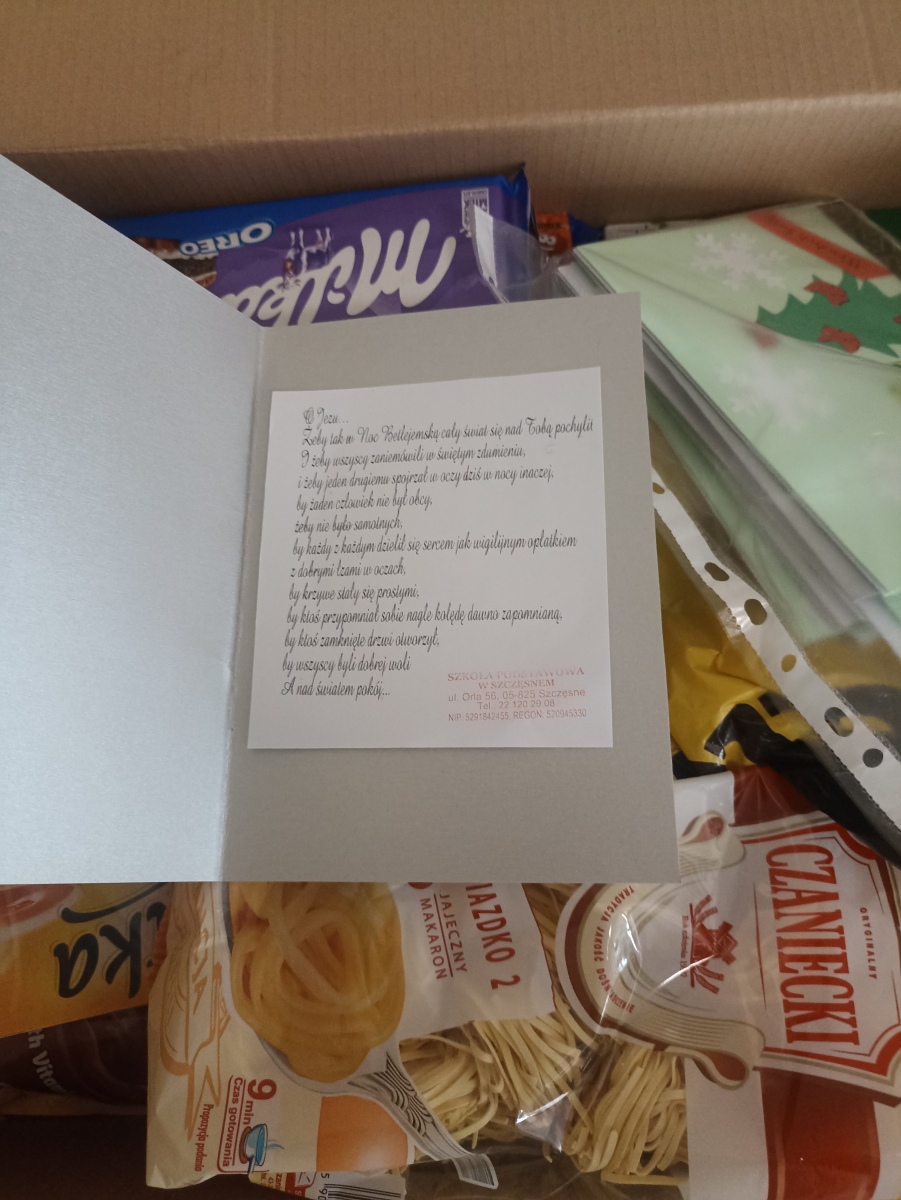 OREO
Milka
O Jezu...
Żeby tak w Noc Betlejemską cały świat się nad Tobą pochylił
I żeby wszyscy zaniemówili w świętym zdumieniu,
i żeby jeden drugiemu spojrzał w oczy dziś w nocy inaczej,
by żaden człowiek nie był obcy,
żeby nie było samotnych,
by każdy z każdym dzielił się sercem jak wigilijnym opłatkiem
z dobrymi łzami w oczach,
by krzywe stały się prostymi,
by ktoś przypomniał sobie nagle kolędę dawno zapomnianą,
by ktoś zamknięte drzwi otworzył,
by wszyscy byli dobrej woli
A nad światem pokój...
SZKOŁA PODSTAWOWA
W SZCZĘSNEM
ul. Orla 56, 05-825 Szczęsne
Tel.: 22 120 29 08
NIP: 5291842455, REGON: 520945330
JAJECZNY
MAKARON
2
ORYGINALNY
CZANIECKI
TRADYCJA JAKOŚĆ
9 min
Czas gotowania
Propozycja podania